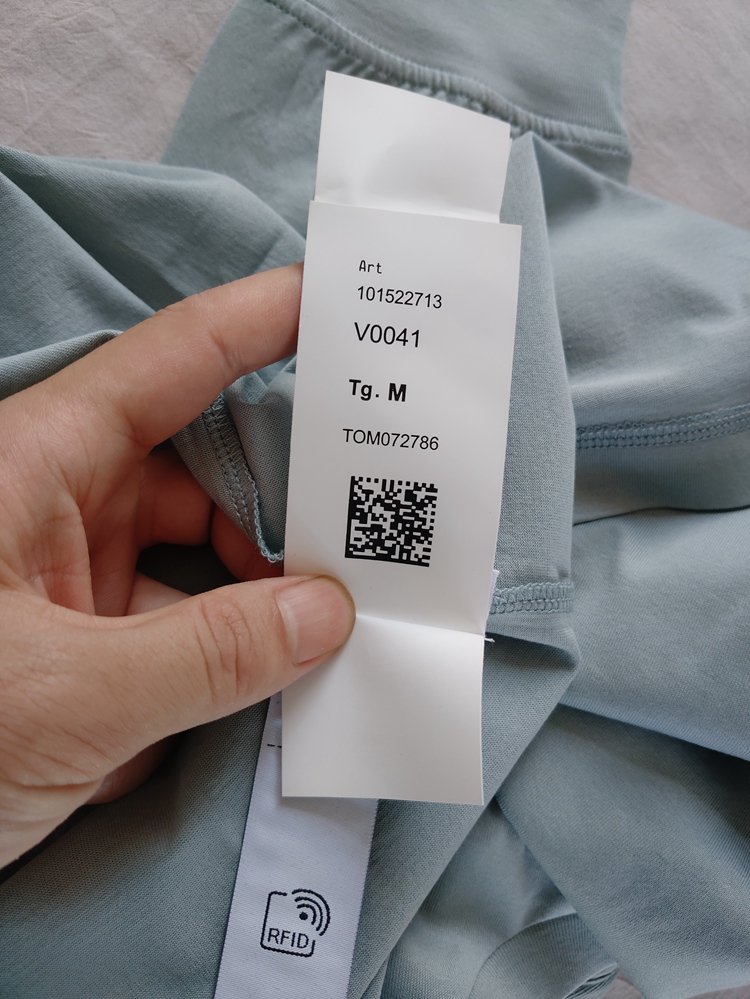 Art
101522713
V0041
Tg. M
TOM072786
RFID